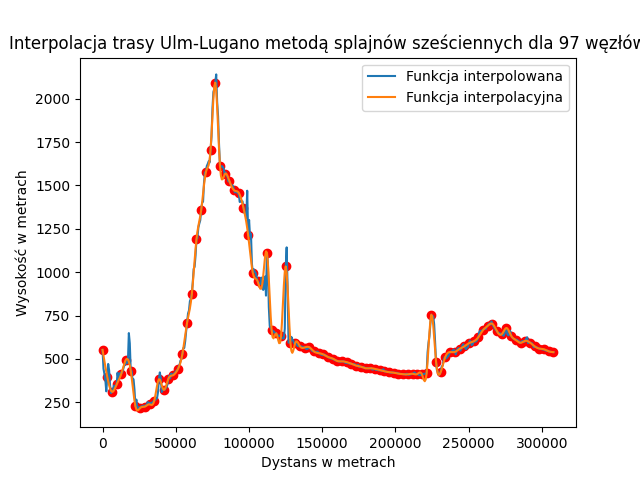 Interpolacja trasy Ulm-Lugano metodą splajnów sześciennych dla 97 węzłów
Funkcja interpolowana
Funkcja interpolacyjna
Wysokość w metrach
2000
1750
1500
1250
1000
750
500
250
0 50000 100000 150000 200000 250000 300000
Dystans w metrach